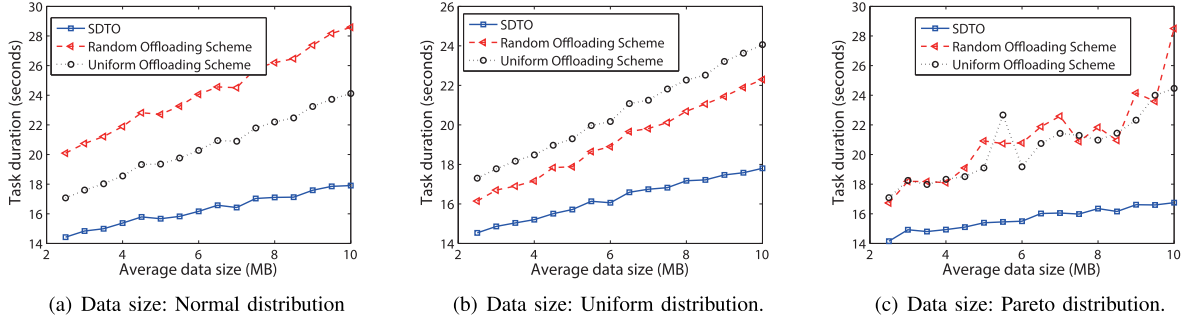 30
28
26
24
22
20
18
16
14
2
4
6
8
10
Task duration (seconds)
Average data size (MB)
SDTO
Random Offloading Scheme
Uniform Offloading Scheme
(a) Data size: Normal distribution
26
24
22
20
18
16
14
2
4
6
8
10
Task duration (seconds)
Average data size (MB)
SDTO
Random Offloading Scheme
Uniform Offloading Scheme
(b) Data size: Uniform distribution.
30
28
26
24
22
20
18
16
14
2
4
6
8
10
Task duration (seconds)
Average data size (MB)
SDTO
Random Offloading Scheme
Uniform Offloading Scheme
(c) Data size: Pareto distribution.